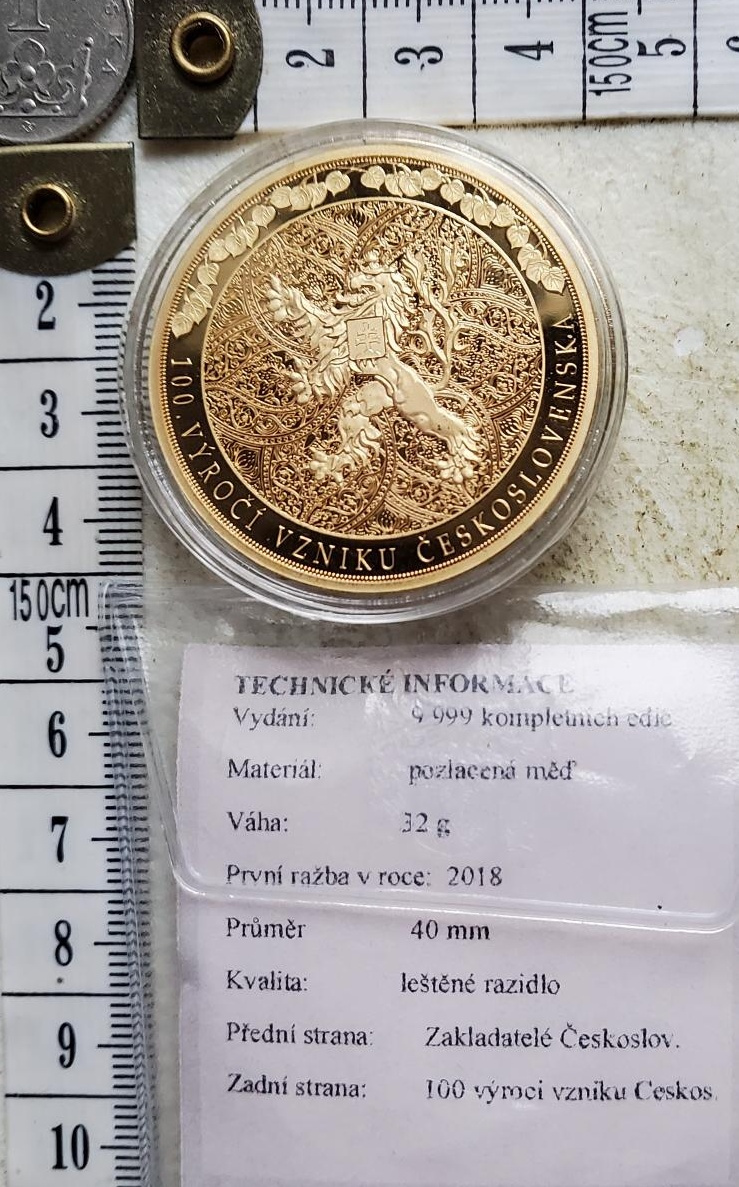 1
SKÁ
2 3 4 150cm 5
2
3
4
150cm
5
6
7
8
9
10
100. VÝROČÍ VZNIKU ČESKOSLOVENSKA
TECHNICKÉ INFORMACE
Vydání: 9 999 kompletních edic
Materiál: pozlacená měď
Váha: 32 g
První ražba v roce: 2018
Průměr 40 mm
Kvalita: leštěné razidlo
Přední strana: Zakladatelé Českoslov.
Zadní strana: 100 výroci vzniku Ceskos.